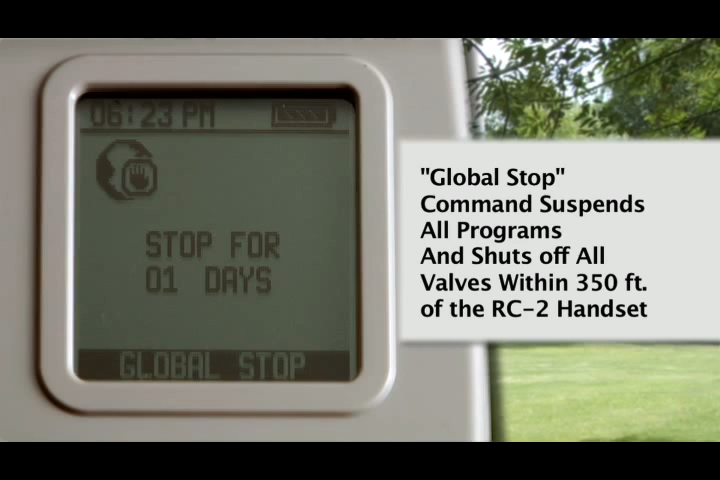 06:23 PM
STOP FOR
01 DAYS
GLOBAL STOP
"Global Stop"
Command Suspends
All Programs
And Shuts off All
Valves Within 350 ft.
of the RC-2 Handset